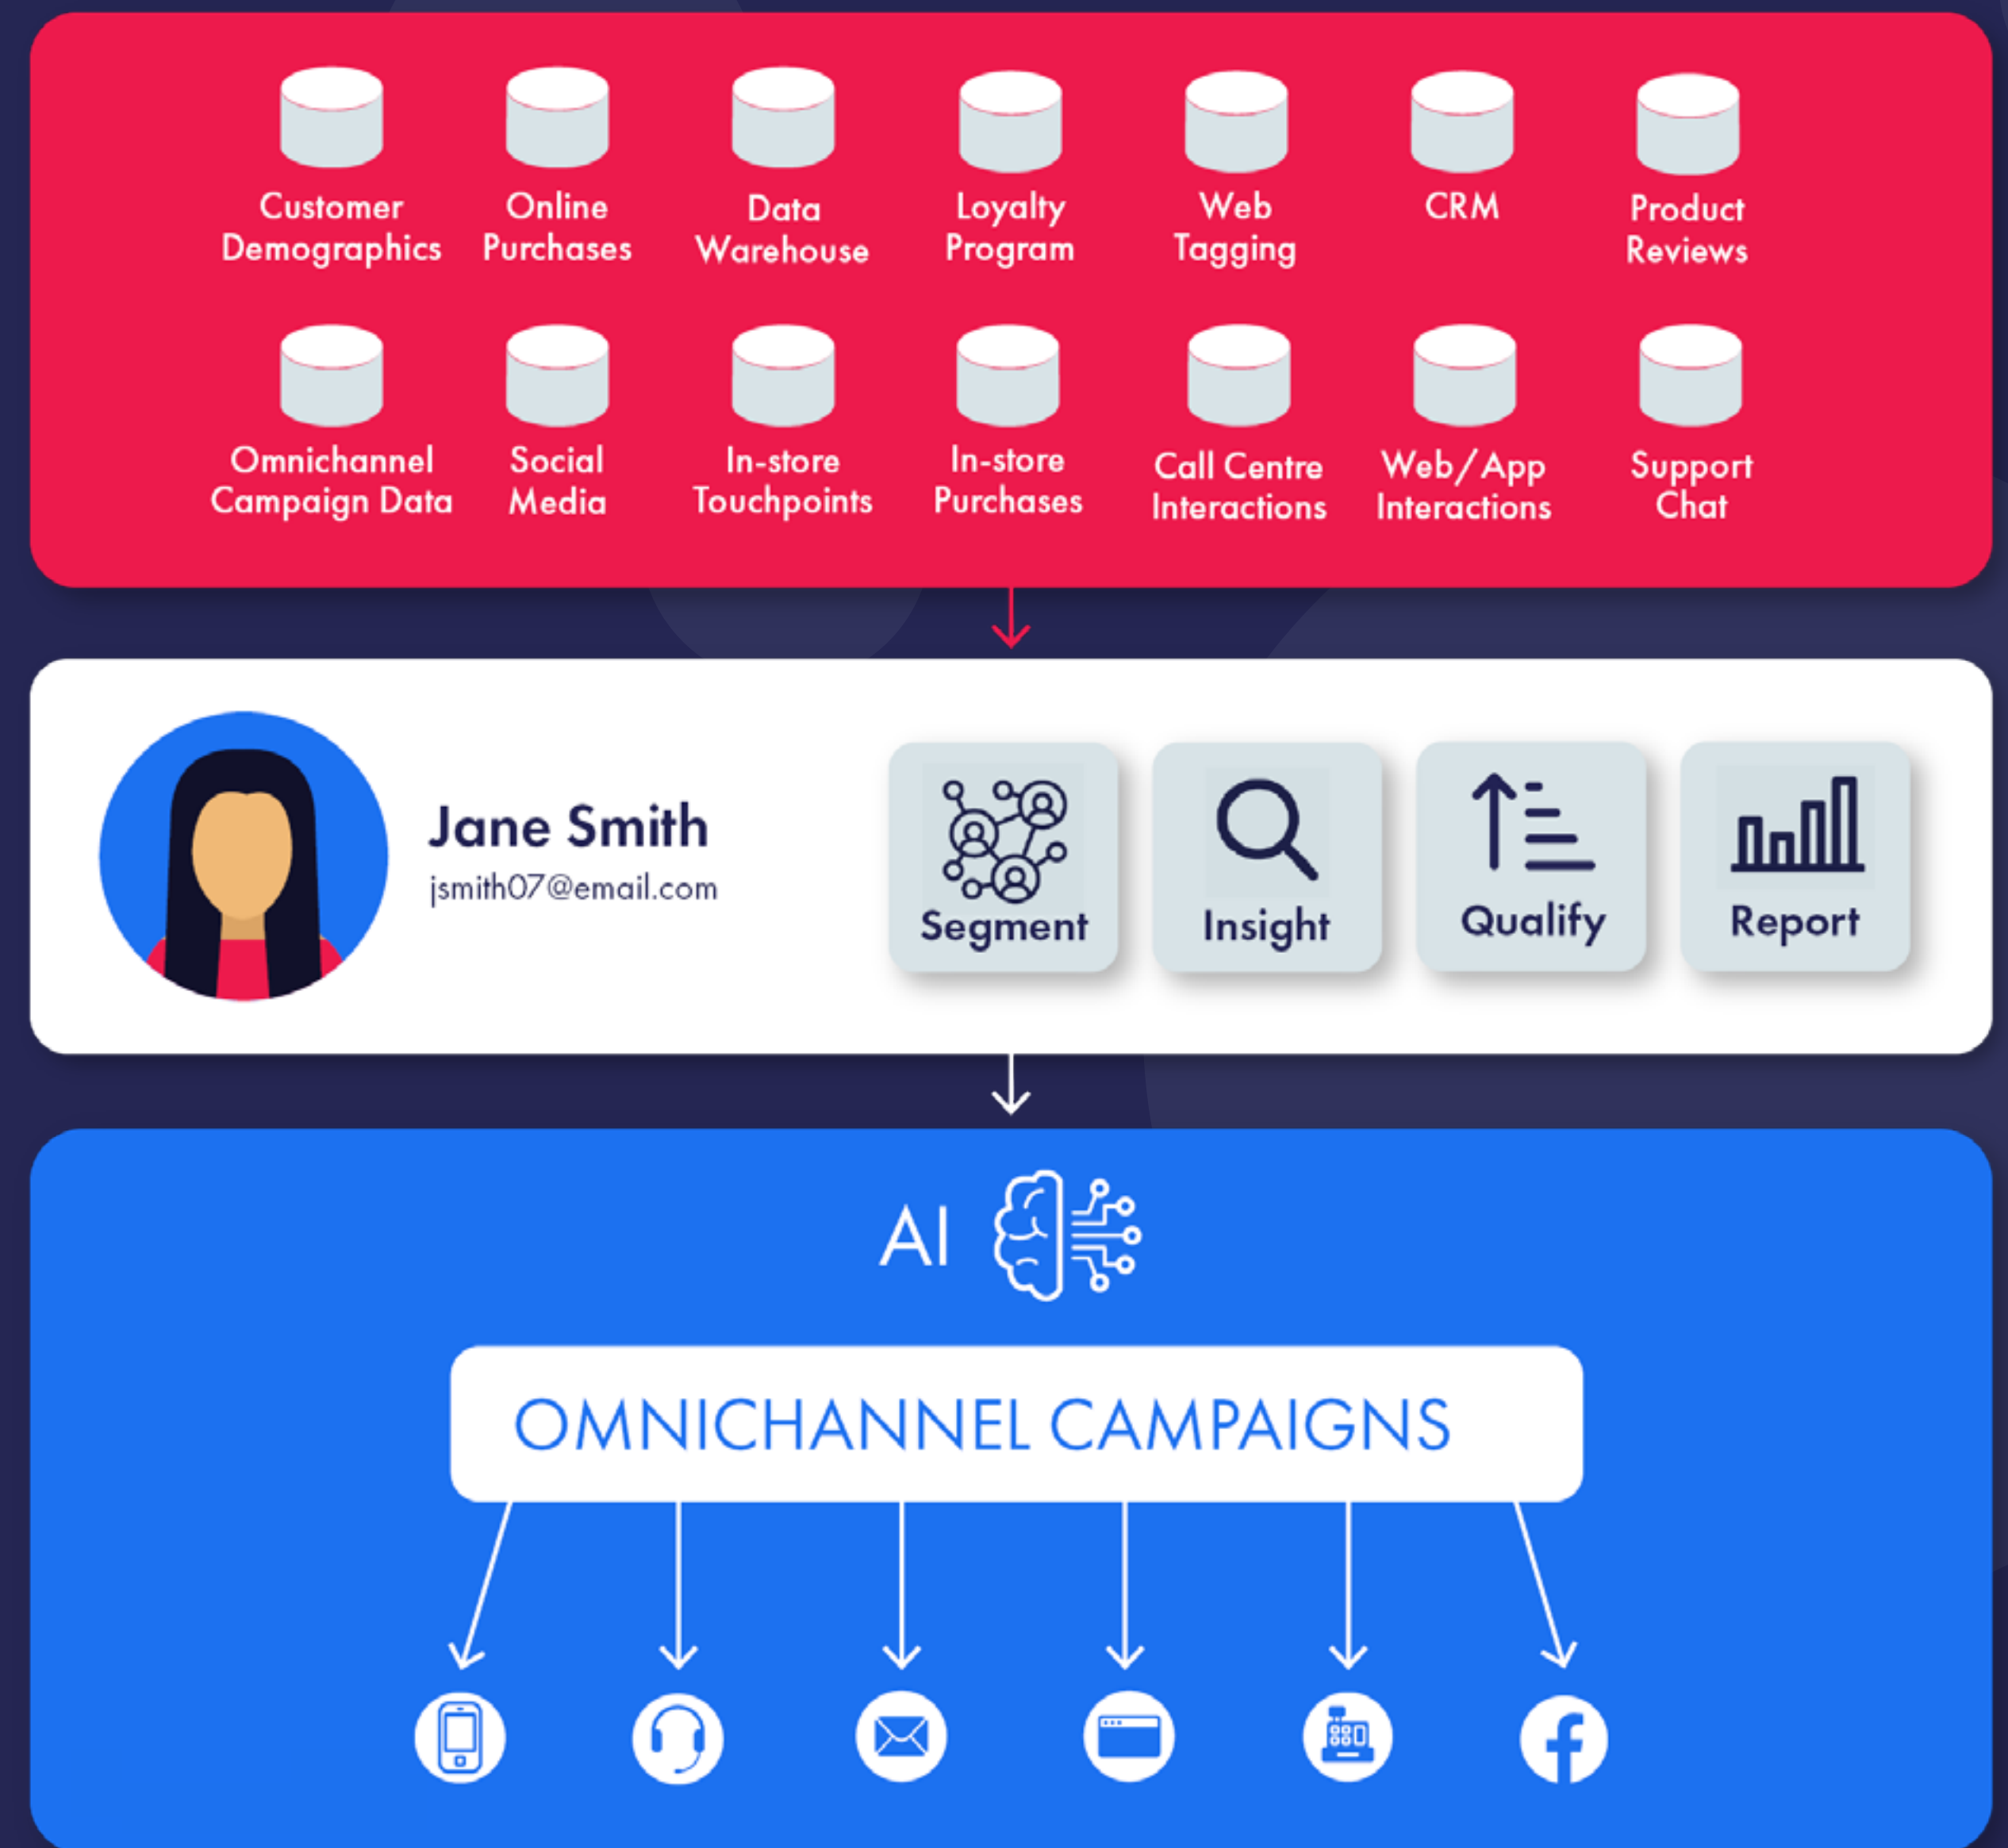 Customer
Demographics
Online
Purchases
Data
Warehouse
Loyalty
Program
Web
Tagging
CRM
Product
Reviews
Omnichannel
Campaign Data
Social
Media
In-store
Touchpoints
In-store
Purchases
Call Centre
Interactions
Web/App
Interactions
Support
Chat
Jane Smith
jsmith07@email.com
Segment
Insight
Qualify
Report
AI
OMNICHANNEL CAMPAIGNS